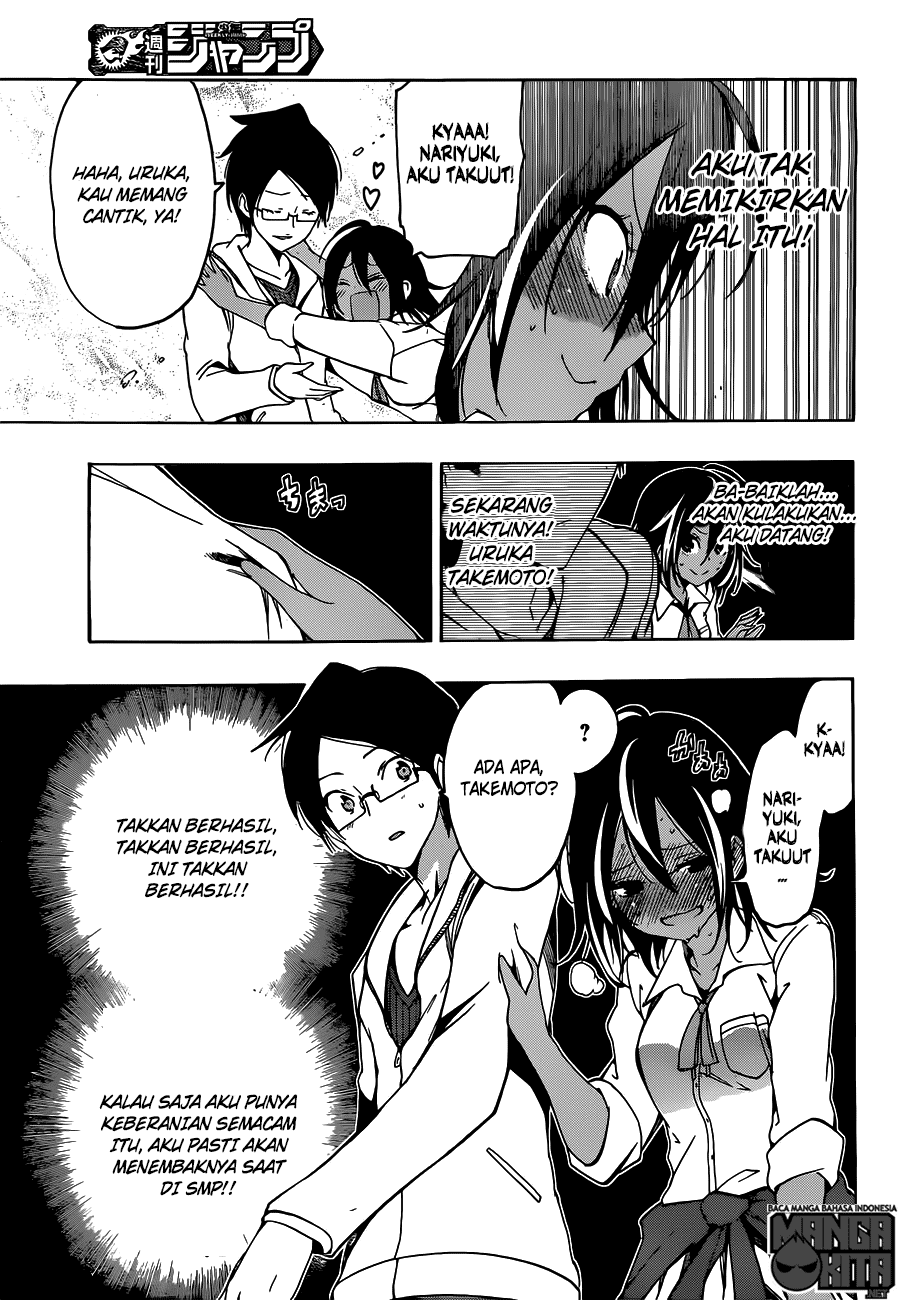 週刊
ジャンプ
AKU TAK
MEMIKIRKAN
HAL ITU!
KYAAA!
NARIYUKI,
AKU TAKUUT!
HAHA, URUKA,
KAU MEMANG
CANTIK, YA!
BA-BAIKLAH...
AKAN KULAKUKAN...
AKU DATANG!
SEKARANG
WAKTUNYA!
URUKA
TAKEMOTO!
ちまっ
K-
KYAA!
NARI-
YUKI,
AKU
TAKUUT
...
?
ADA APA,
TAKEMOTO?
TAKKAN BERHASIL,
TAKKAN BERHASIL,
INI TAKKAN
BERHASIL!!
KALAU SAJA AKU PUNYA
KEBERANIAN SEMACAM
ITU, AKU PASTI AKAN
MENEMBAKNYA SAAT
DI SMP!!
BACA MANGA BAHASA INDONESIA
MANGA
KITA
.NET